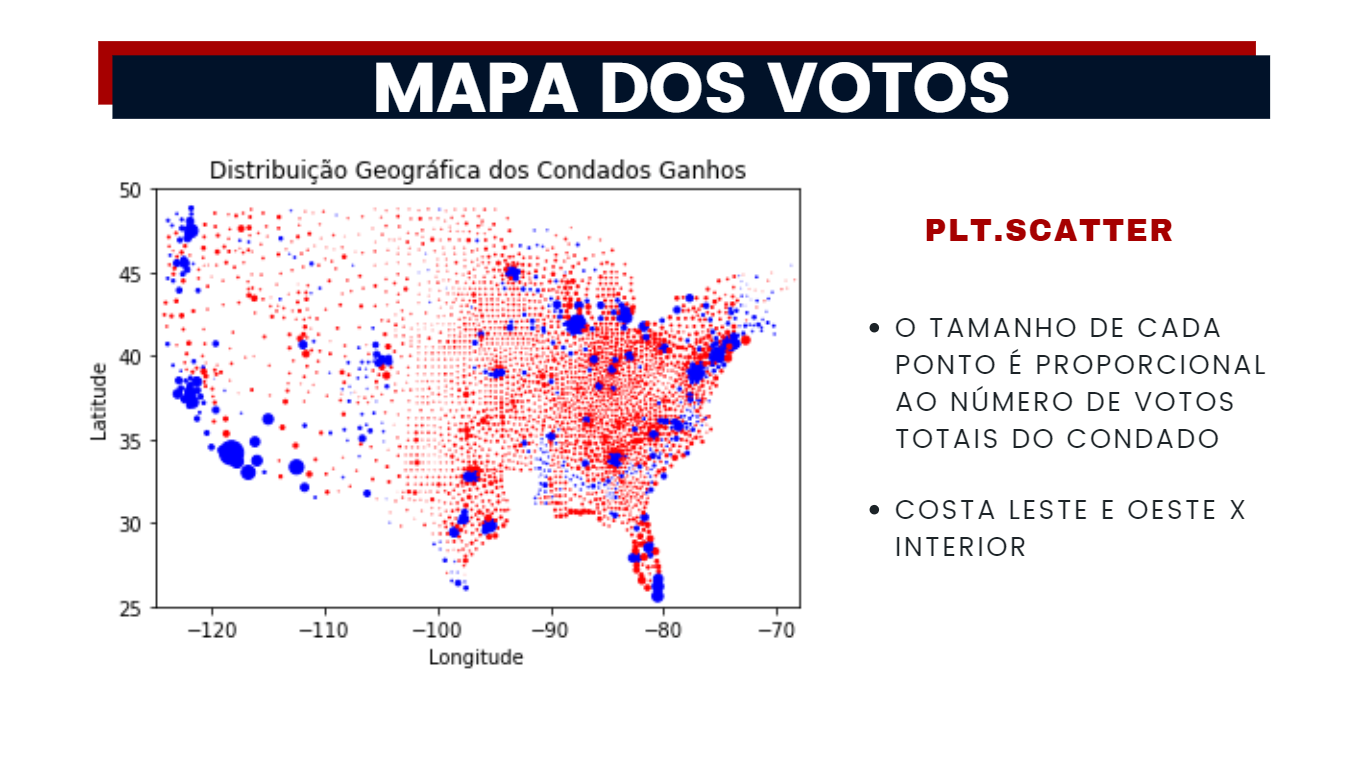 MAPA DOS VOTOS
Distribuição Geográfica dos Condados Ganhos
50
45
40
35
30
25
Latitude
−120
−110
−100
−90
−80
−70
Longitude
PLT.SCATTER
• O TAMANHO DE CADA
PONTO É PROPORCIONAL
AO NÚMERO DE VOTOS
TOTAIS DO CONDADO
• COSTA LESTE E OESTE X
INTERIOR